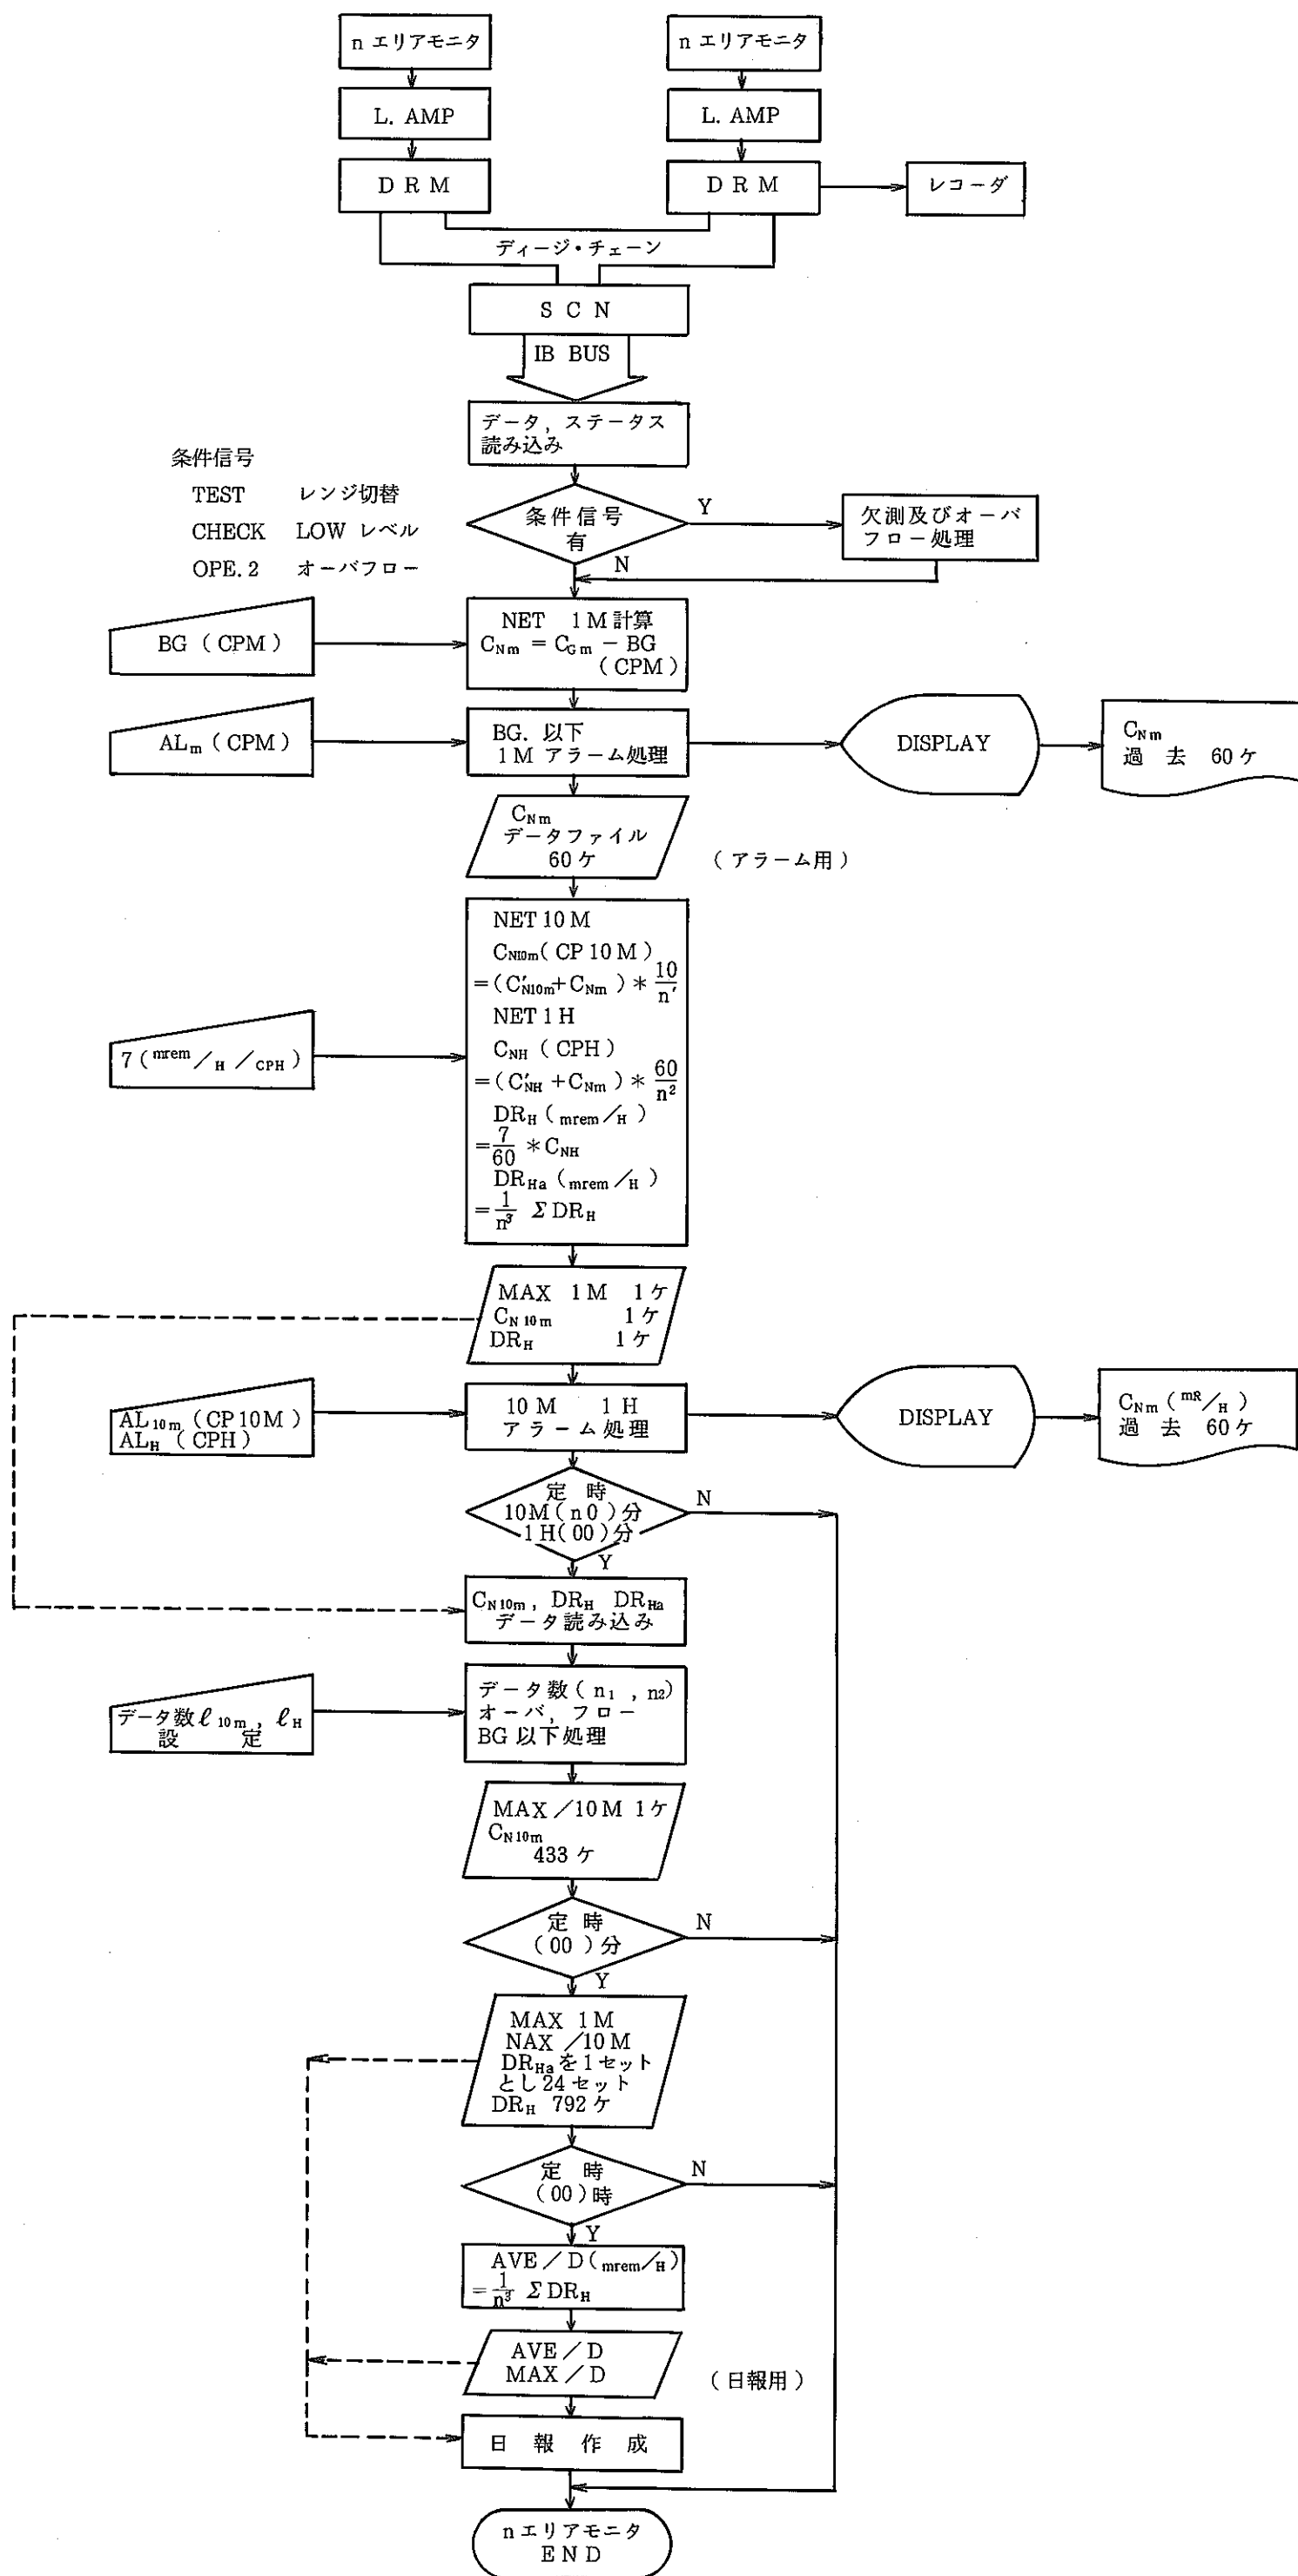 n エリアモニタ
n エリアモニタ
L. AMP
L. AMP
D R M
D R M
レコーダ
ディージ・チェーン
S C N
IB BUS
データ, ステータス
読み込み
条件信号
TEST レンジ切替
CHECK LOW レベル
OPE. 2 オーバフロー
条件信号
有
Y
N
欠測及びオーバ
フロー処理
BG ( CPM )
NET 1 M 計算
C_Nm = C_Gm − BG
( CPM )
AL_m ( CPM )
BG. 以下
1 M アラーム処理
DISPLAY
C_Nm
過 去 60 ケ
C_Nm
データファイル
60 ケ
( アラーム用 )
NET 10 M
C_N10m ( CP 10 M )
= ( C'_N10m + C_Nm ) * 10/n'
NET 1 H
C_NH ( CPH )
= ( C'_NH + C_Nm ) * 60/n²
DR_H ( mrem/H )
= 7/60 * C_NH
DR_Ha ( mrem/H )
= 1/n³ Σ DR_H
7 ( mrem/H /CPH )
MAX 1 M 1 ケ
C_N10m 1 ケ
DR_H 1 ケ
AL_10m ( CP 10 M )
AL_H ( CPH )
10 M 1 H
アラーム処理
DISPLAY
C_Nm ( mR/H )
過 去 60 ケ
定 時
10M ( n 0 ) 分
1 H ( 00 ) 分
N
Y
C_N10m , DR_H DR_Ha
データ読み込み
データ数 ℓ_10m , ℓ_H
設 定
データ数 ( n₁ , n₂ )
オーバ, フロー
BG 以下処理
MAX / 10 M 1 ケ
C_N10m
433 ケ
定 時
( 00 ) 分
N
Y
MAX 1 M
NAX / 10 M
DR_Ha を 1 セット
とし 24 セット
DR_H 792 ケ
定 時
( 00 ) 時
N
Y
AVE / D ( mrem/H )
= 1/n³ Σ DR_H
AVE / D
MAX / D
( 日報用 )
日 報 作 成
n エリアモニタ
E N D